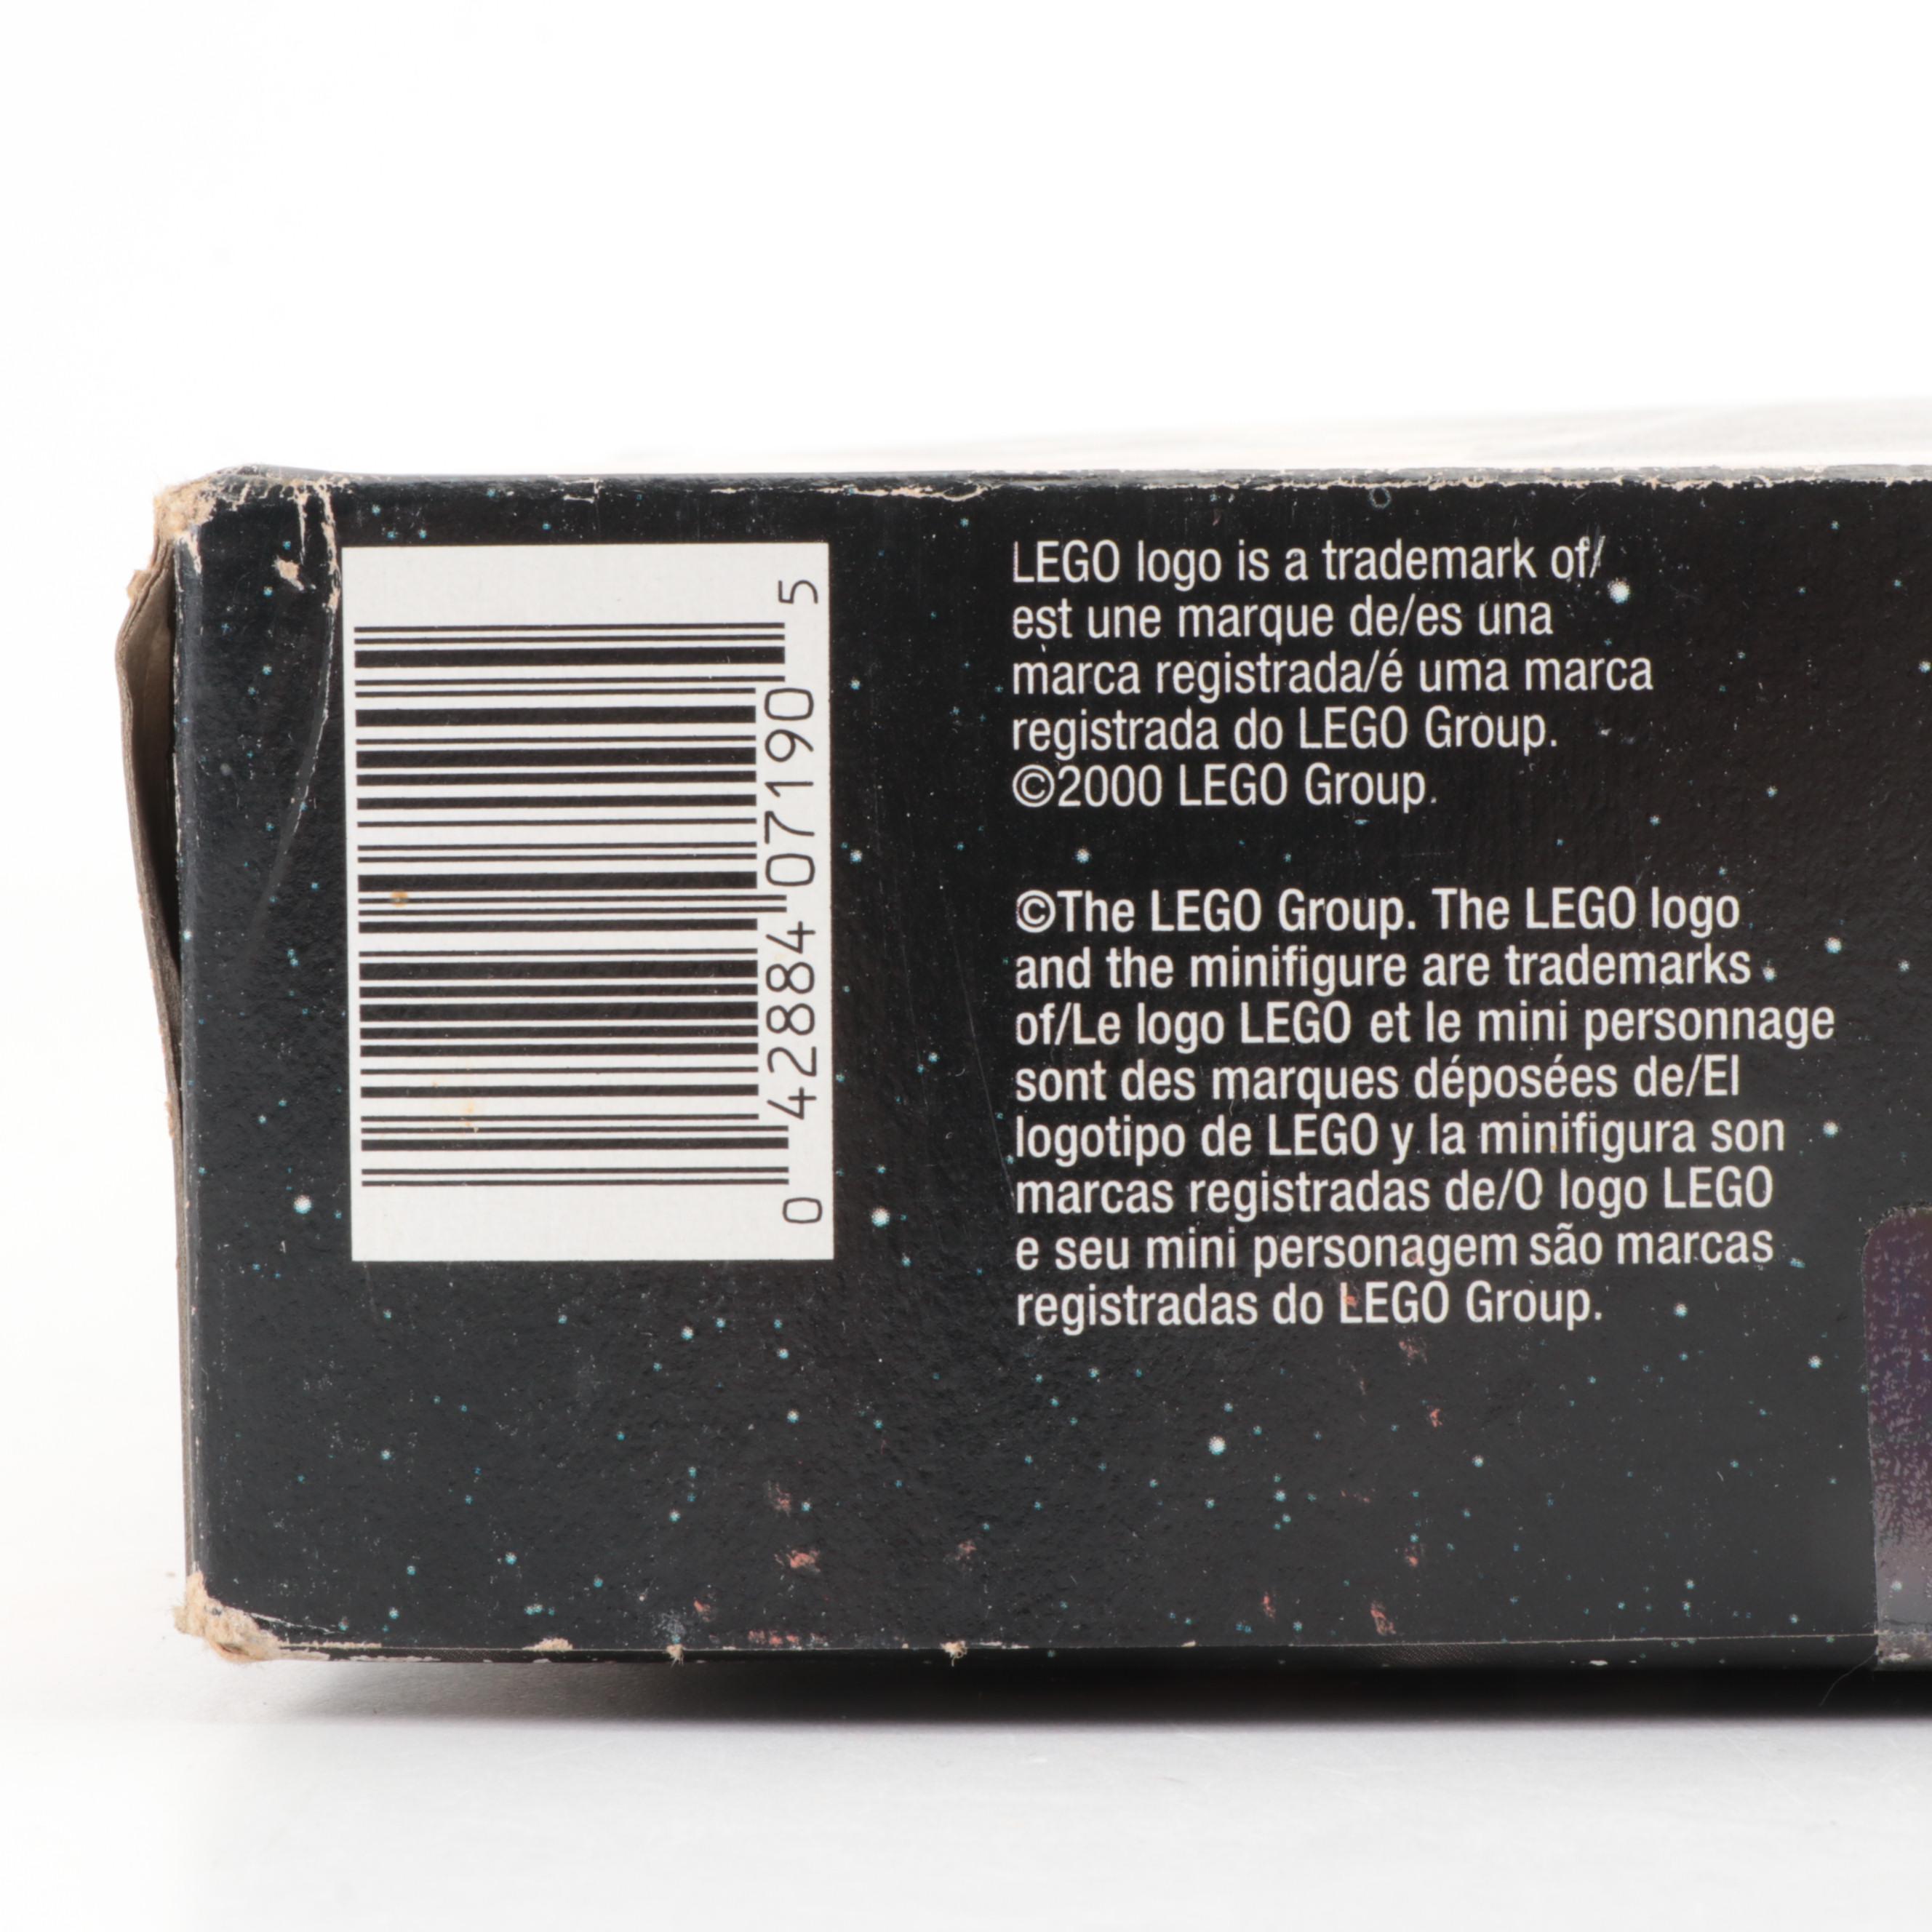 0 42884 07190 5
LEGO logo is a trademark of/
est une marque de/es una
marca registrada/é uma marca
registrada do LEGO Group.
©2000 LEGO Group.
©The LEGO Group. The LEGO logo
and the minifigure are trademarks
of/Le logo LEGO et le mini personnage
sont des marques déposées de/El
logotipo de LEGO y la minifigura son
marcas registradas de/O logo LEGO
e seu mini personagem são marcas
registradas do LEGO Group.